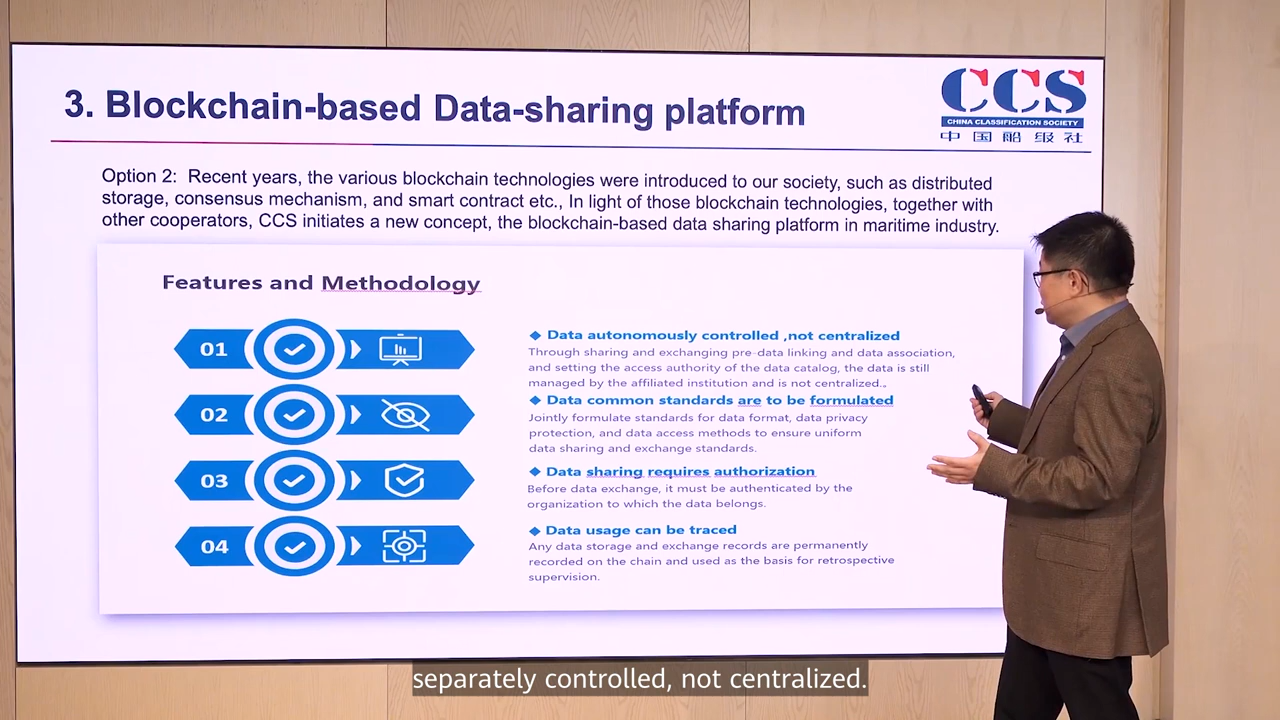 3. Blockchain-based Data-sharing platform
CCS
CHINA CLASSIFICATION SOCIETY
中国船级社
Option 2: Recent years, the various blockchain technologies were introduced to our society, such as distributed
storage, consensus mechanism, and smart contract etc., In light of those blockchain technologies, together with
other cooperators, CCS initiates a new concept, the blockchain-based data sharing platform in maritime industry.
Features and Methodology
01
◆ Data autonomously controlled ,not centralized
Through sharing and exchanging pre-data linking and data association,
and setting the access authority of the data catalog, the data is still
managed by the affiliated institution and is not centralized..
02
◆ Data common standards are to be formulated
Jointly formulate standards for data format, data privacy
protection, and data access methods to ensure uniform
data sharing and exchange standards.
03
◆ Data sharing requires authorization
Before data exchange, it must be authenticated by the
organization to which the data belongs.
04
◆ Data usage can be traced
Any data storage and exchange records are permanently
recorded on the chain and used as the basis for retrospective
supervision.
separately controlled, not centralized.